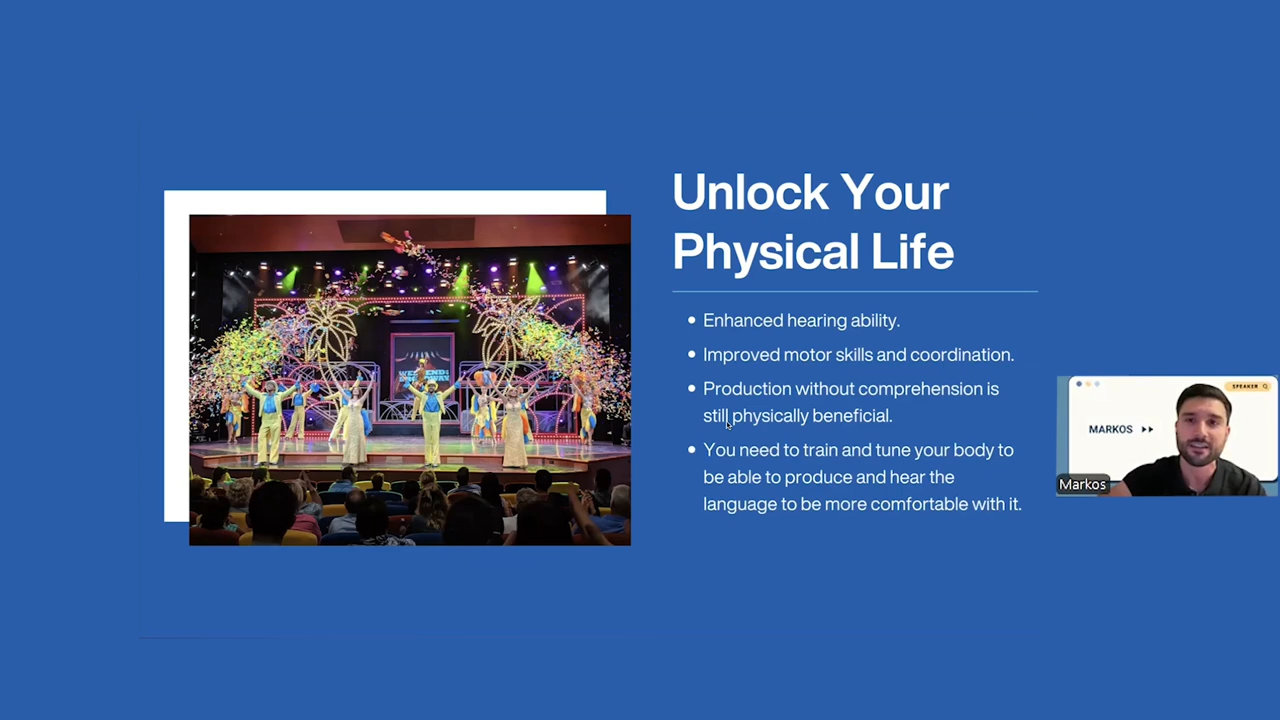 Unlock Your
Physical Life
• Enhanced hearing ability.
• Improved motor skills and coordination.
• Production without comprehension is
still physically beneficial.
• You need to train and tune your body to
be able to produce and hear the
language to be more comfortable with it.
WEEKEND
BROADWAY
SPEAKER
MARKOS
Markos